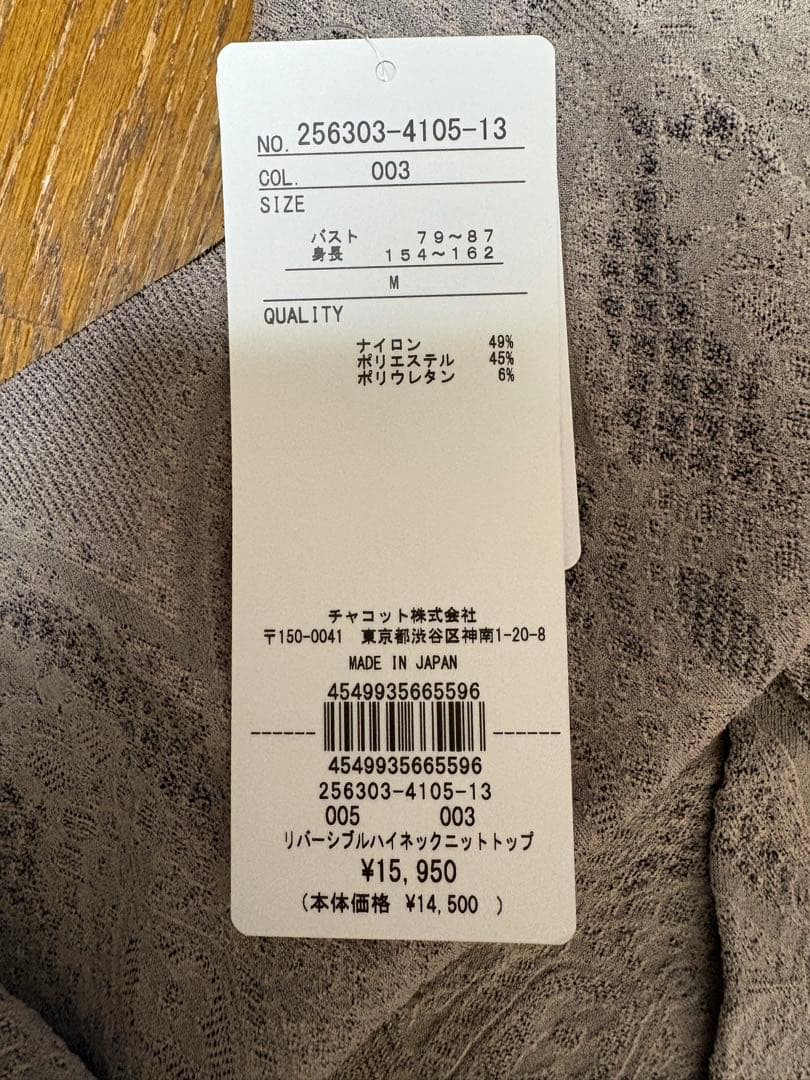 NO. 256303-4105-13
COL. 003
SIZE
バスト 79～87
身長 154～162
M
QUALITY
ナイロン 49%
ポリエステル 45%
ポリウレタン 6%
チャコット株式会社
〒150-0041 東京都渋谷区神南1-20-8
MADE IN JAPAN
4549935665596
4549935665596
256303-4105-13
005 003
リバーシブルハイネックニットトップ
¥15,950
(本体価格 ¥14,500 )